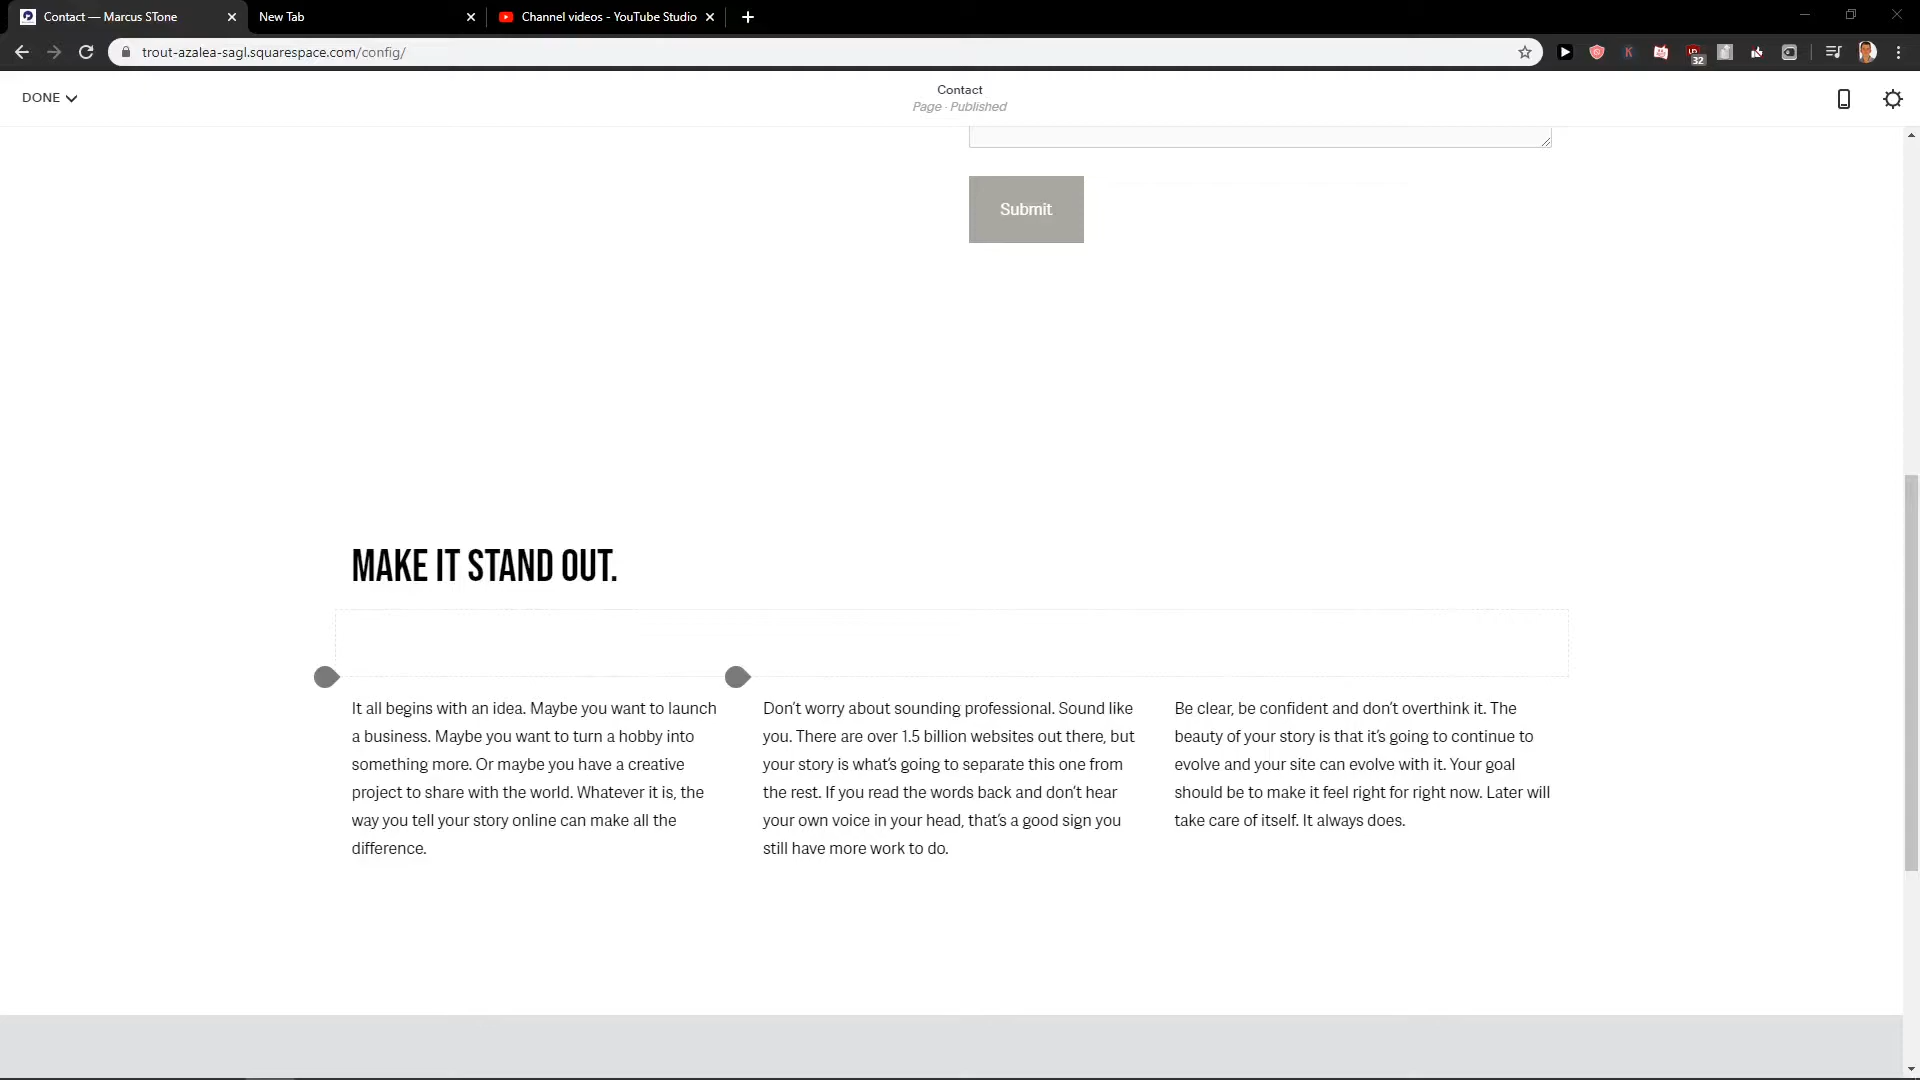 Contact — Marcus STone
New Tab
Channel videos - YouTube Studio
trout-azalea-sagl.squarespace.com/config/
32
DONE
Contact
Page · Published
Submit
MAKE IT STAND OUT.
It all begins with an idea. Maybe you want to launch
a business. Maybe you want to turn a hobby into
something more. Or maybe you have a creative
project to share with the world. Whatever it is, the
way you tell your story online can make all the
difference.
Don’t worry about sounding professional. Sound like
you. There are over 1.5 billion websites out there, but
your story is what’s going to separate this one from
the rest. If you read the words back and don’t hear
your own voice in your head, that’s a good sign you
still have more work to do.
Be clear, be confident and don’t overthink it. The
beauty of your story is that it’s going to continue to
evolve and your site can evolve with it. Your goal
should be to make it feel right for right now. Later will
take care of itself. It always does.